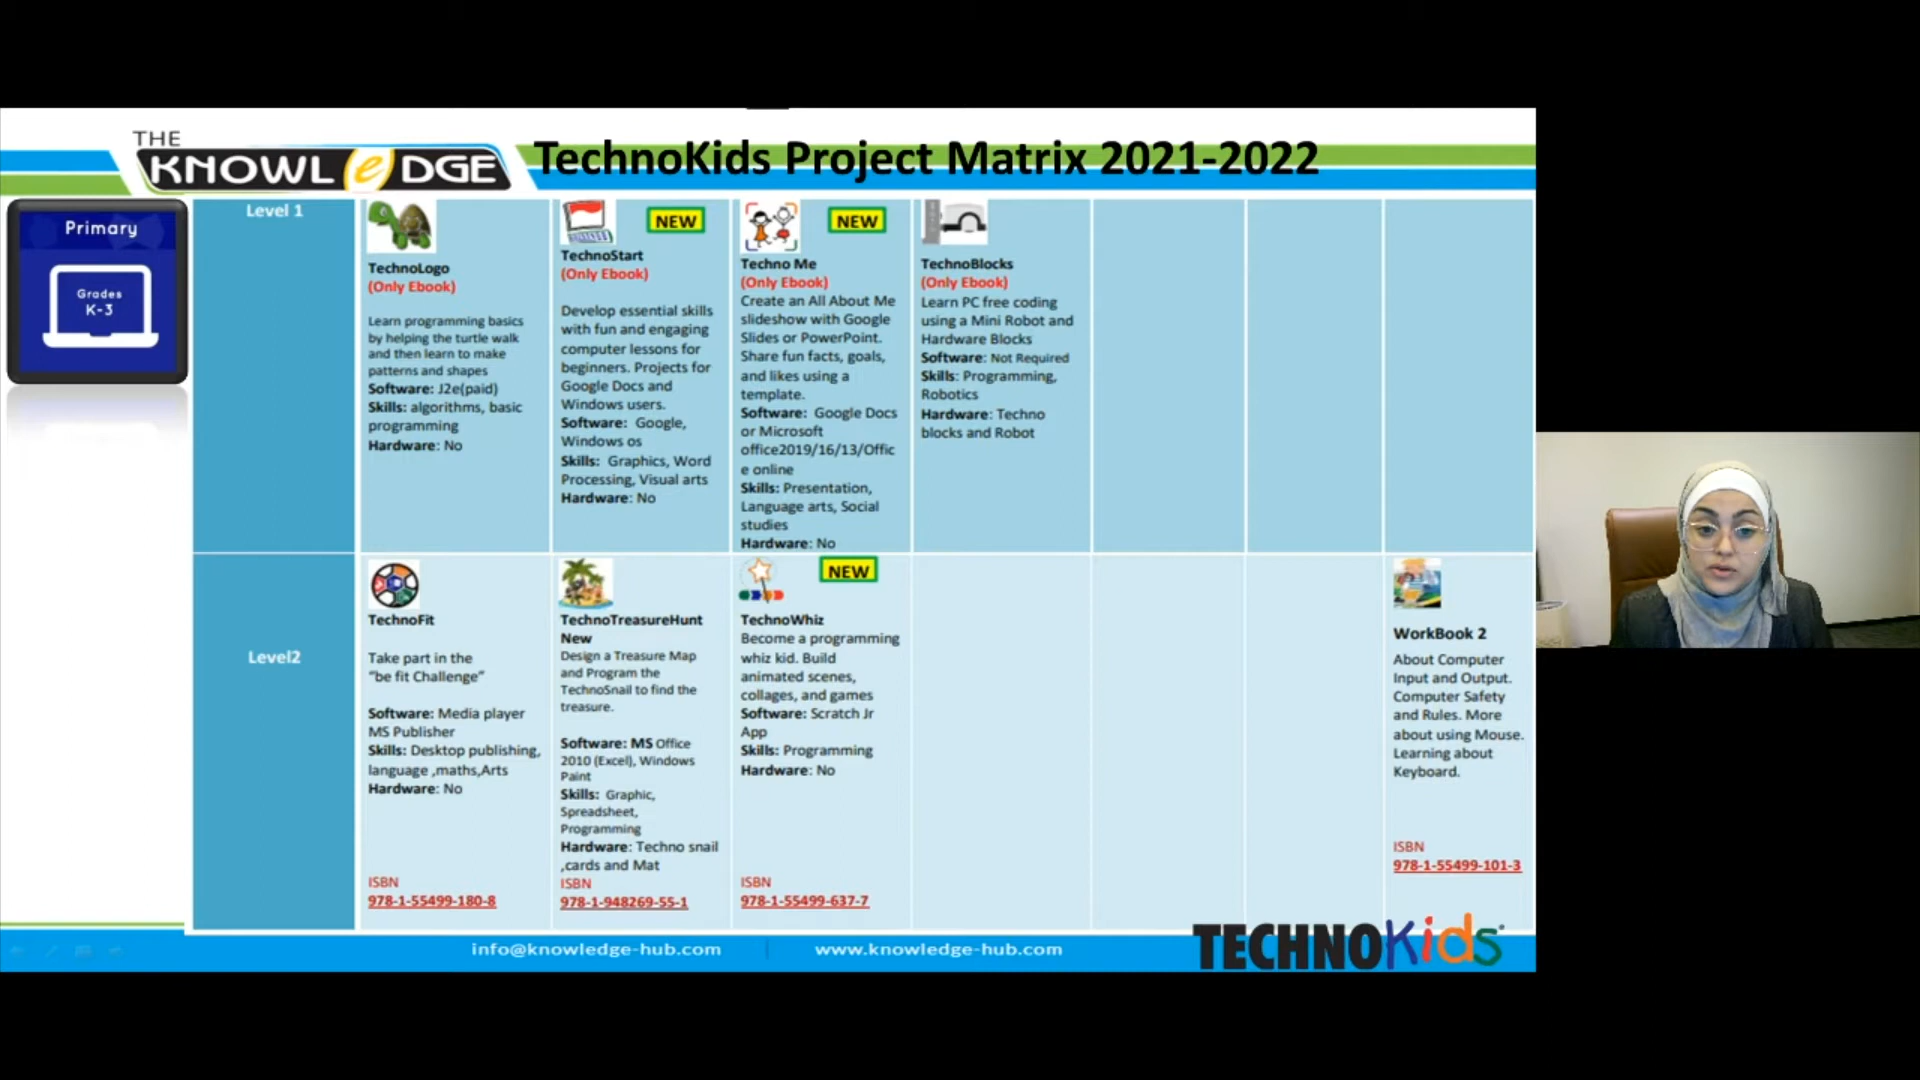 THE
KNOWLeDGE
TechnoKids Project Matrix 2021-2022
Primary
Grades
K-3
Level 1
TechnoLogo
(Only Ebook)
Learn programming basics
by helping the turtle walk
and then learn to make
patterns and shapes
Software: J2e(paid)
Skills: algorithms, basic
programming
Hardware: No
NEW
TechnoStart
(Only Ebook)
Develop essential skills
with fun and engaging
computer lessons for
beginners. Projects for
Google Docs and
Windows users.
Software: Google,
Windows os
Skills: Graphics, Word
Processing, Visual arts
Hardware: No
NEW
Techno Me
(Only Ebook)
Create an All About Me
slideshow with Google
Slides or PowerPoint.
Share fun facts, goals,
and likes using a
template.
Software: Google Docs
or Microsoft
office2019/16/13/Offic
e online
Skills: Presentation,
Language arts, Social
studies
Hardware: No
TechnoBlocks
(Only Ebook)
Learn PC free coding
using a Mini Robot and
Hardware Blocks
Software: Not Required
Skills: Programming,
Robotics
Hardware: Techno
blocks and Robot
Level2
TechnoFit
Take part in the
"be fit Challenge"
Software: Media player
MS Publisher
Skills: Desktop publishing,
language ,maths,Arts
Hardware: No
ISBN
978-1-55499-180-8
TechnoTreasureHunt
New
Design a Treasure Map
and Program the
TechnoSnail to find the
treasure.
Software: MS Office
2010 (Excel), Windows
Paint
Skills: Graphic,
Spreadsheet,
Programming
Hardware: Techno snail
,cards and Mat
ISBN
978-1-948269-55-1
NEW
TechnoWhiz
Become a programming
whiz kid. Build
animated scenes,
collages, and games
Software: Scratch Jr
App
Skills: Programming
Hardware: No
ISBN
978-1-55499-637-7
WorkBook 2
About Computer
Input and Output.
Computer Safety
and Rules. More
about using Mouse.
Learning about
Keyboard.
ISBN
978-1-55499-101-3
info@knowledge-hub.com
www.knowledge-hub.com
TECHNOKids